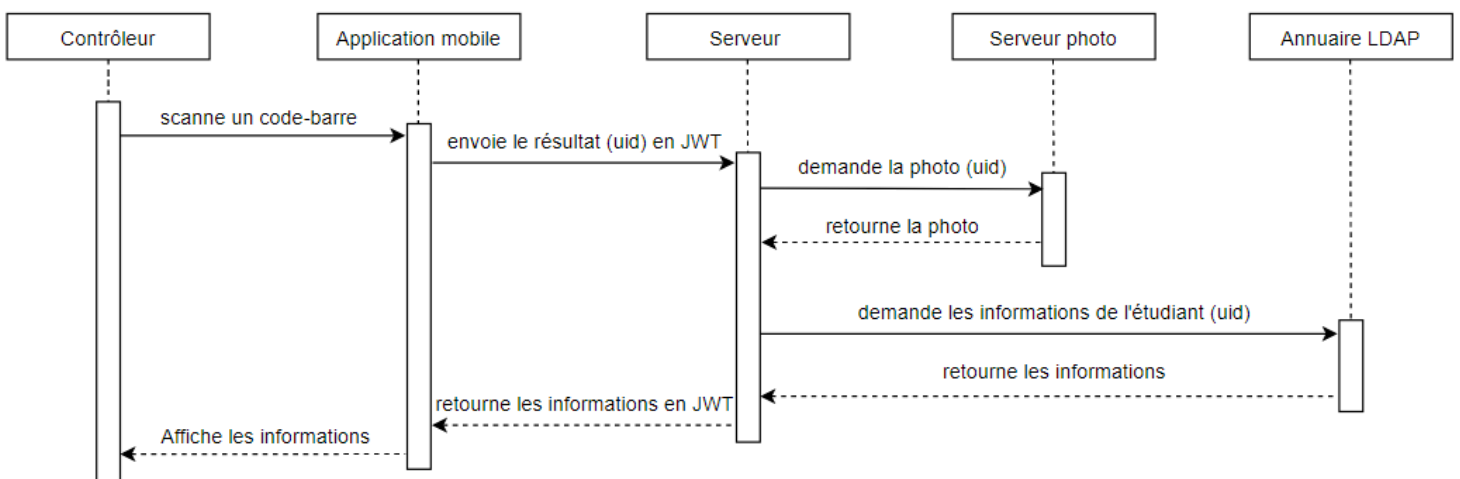 Contrôleur
Application mobile
Serveur
Serveur photo
Annuaire LDAP
scanne un code-barre
envoie le résultat (uid) en JWT
demande la photo (uid)
retourne la photo
demande les informations de l'étudiant (uid)
retourne les informations
retourne les informations en JWT
Affiche les informations